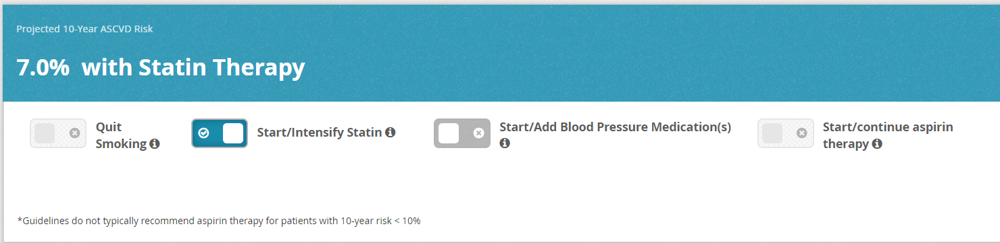 Projected 10-Year ASCVD Risk
7.0% with Statin Therapy
Quit
Smoking
Start/Intensify Statin
Start/Add Blood Pressure Medication(s)
Start/continue aspirin
therapy
*Guidelines do not typically recommend aspirin therapy for patients with 10-year risk < 10%